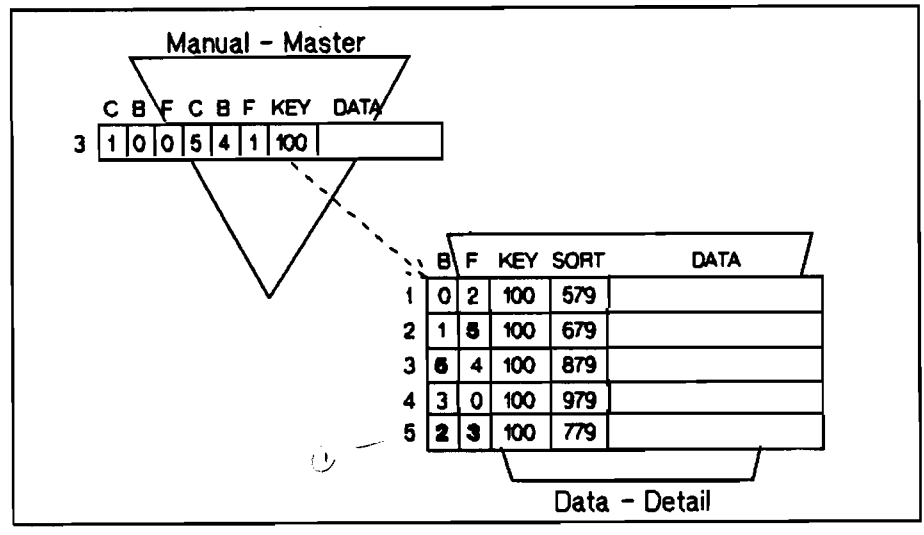 Manual - Master
C B F C B F KEY DATA
3 1 0 0 5 4 1 100
B F KEY SORT DATA
1 0 2 100 579
2 1 5 100 679
3 5 4 100 879
4 3 0 100 979
5 2 3 100 779
①
Data - Detail